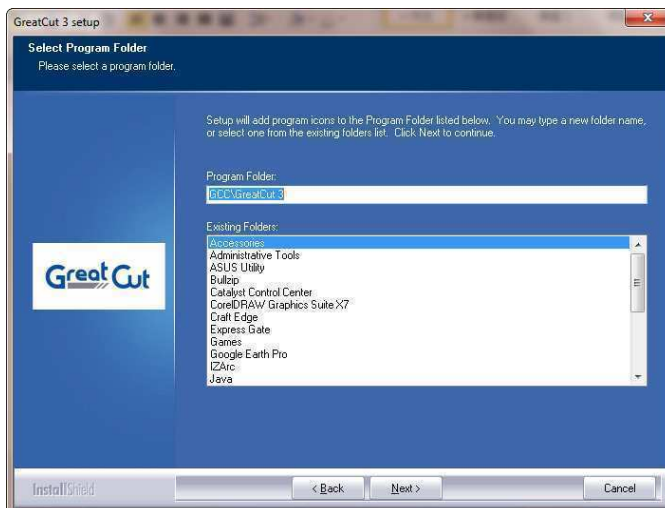 GreatCut 3 setup
Select Program Folder
Please select a program folder.
Setup will add program icons to the Program Folder listed below. You may type a new folder name,
or select one from the existing folders list. Click Next to continue.
Program Folder:
GCC\GreatCut 3
Existing Folders:
Accessories
Administrative Tools
ASUS Utility
Bullzip
Catalyst Control Center
CorelDRAW Graphics Suite X7
Craft Edge
Express Gate
Games
Google Earth Pro
IZArc
Java
GreatCut
InstallShield
< Back
Next >
Cancel